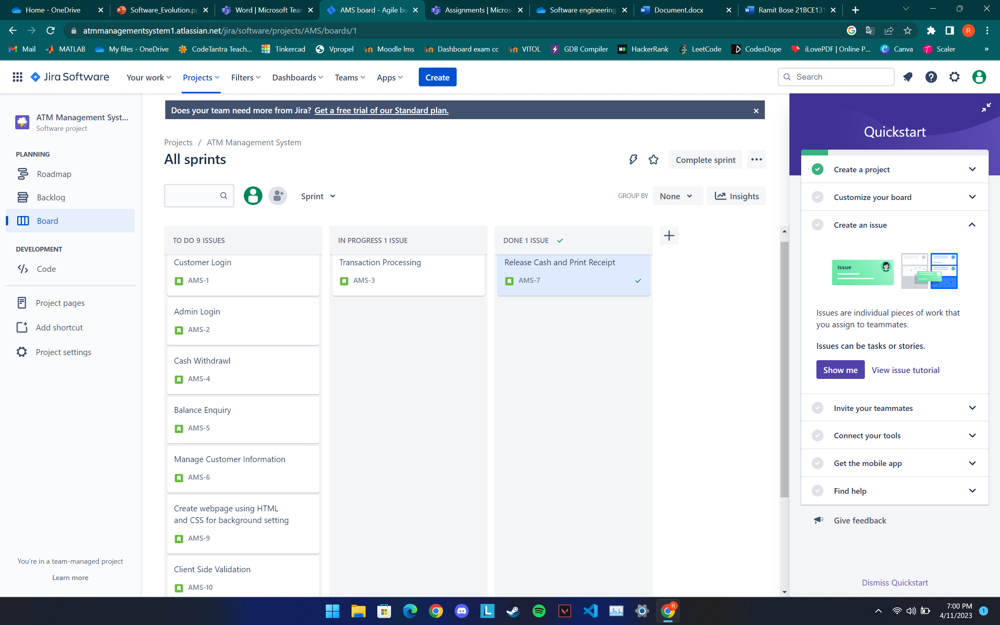 Home - OneDrive
Software_Evolution.pp
Word | Microsoft Team
AMS board - Agile bo
Assignments | Micros
Software engineering
Document.docx
Ramit Bose 21BCE131
atmmanagementsystem1.atlassian.net/jira/software/projects/AMS/boards/1
R
Mail
MATLAB
My files - OneDrive
CodeTantra Teach...
Tinkercad
Vpropel
Moodle lms
Dashboard exam cc
VITOL
GDB Compiler
HackerRank
LeetCode
CodesDope
iLovePDF | Online P...
Canva
Scaler
»
Jira Software
Your work
Projects
Filters
Dashboards
Teams
Apps
Create
Search
ATM Management Syst...
Software project
PLANNING
Roadmap
Backlog
Board
DEVELOPMENT
Code
Project pages
Add shortcut
Project settings
You're in a team-managed project
Learn more
Does your team need more from Jira? Get a free trial of our Standard plan.
Projects / ATM Management System
All sprints
Complete sprint
Sprint
GROUP BY
None
Insights
TO DO 9 ISSUES
Customer Login
AMS-1
Admin Login
AMS-2
Cash Withdrawl
AMS-4
Balance Enquiry
AMS-5
Manage Customer Information
AMS-6
Create webpage using HTML
and CSS for background setting
AMS-9
Client Side Validation
AMS-10
IN PROGRESS 1 ISSUE
Transaction Processing
AMS-3
DONE 1 ISSUE
Release Cash and Print Receipt
AMS-7
Quickstart
Create a project
Customize your board
Create an issue
Issue
Issues are individual pieces of work that
you assign to teammates.
Issues can be tasks or stories.
Show me
View issue tutorial
Invite your teammates
Connect your tools
Get the mobile app
Find help
Give feedback
Dismiss Quickstart
7:00 PM
4/11/2023
1